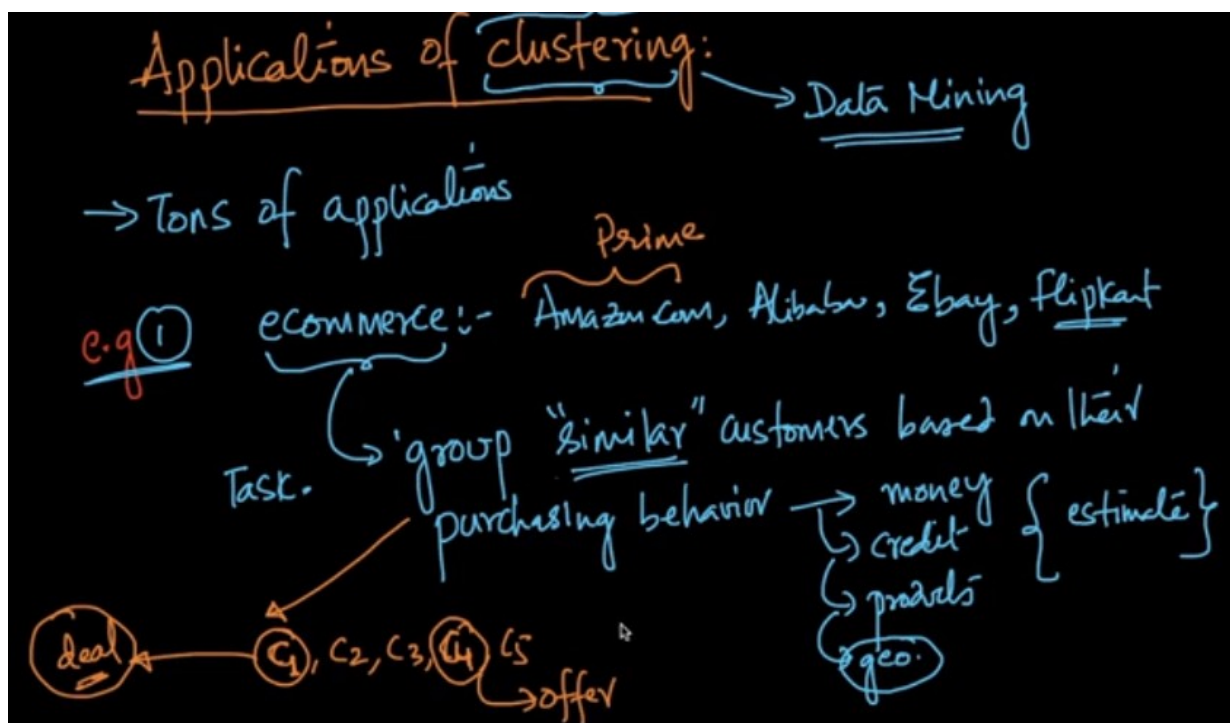 Applications of clustering:
→ Data Mining
→ Tons of applications
Prime
e.g ① ecommerce:- Amazon.com, Alibaba, Ebay, flipkart
Task. → group "similar" customers based on their
purchasing behavior → money
→ credit { estimate }
→ products
→ geo.
deal ← C1, C2, C3, C4 C5
→ offer